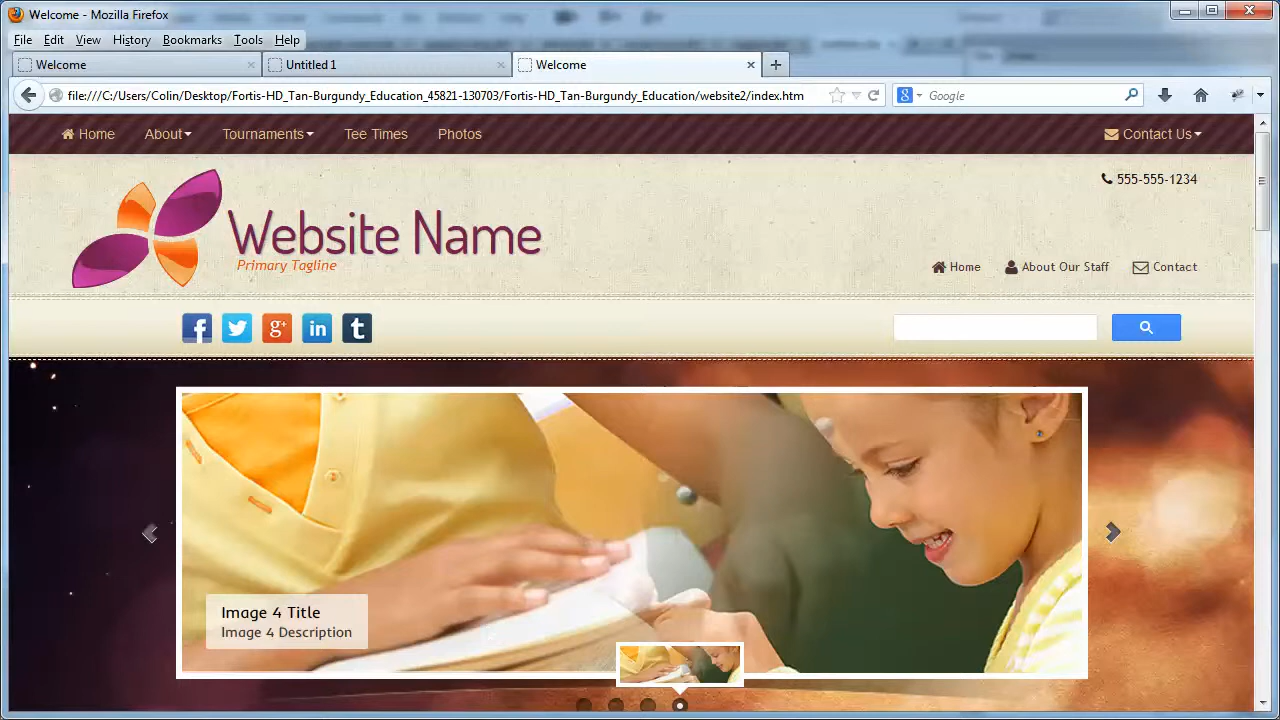 Welcome - Mozilla Firefox
File Edit View History Bookmarks Tools Help
Welcome Untitled 1 Welcome
file:///C:/Users/Colin/Desktop/Fortis-HD_Tan-Burgundy_Education_45821-130703/Fortis-HD_Tan-Burgundy_Education/website2/index.htm Google
Home About Tournaments Tee Times Photos Contact Us
555-555-1234
Website Name
Primary Tagline
Home About Our Staff Contact
Image 4 Title
Image 4 Description